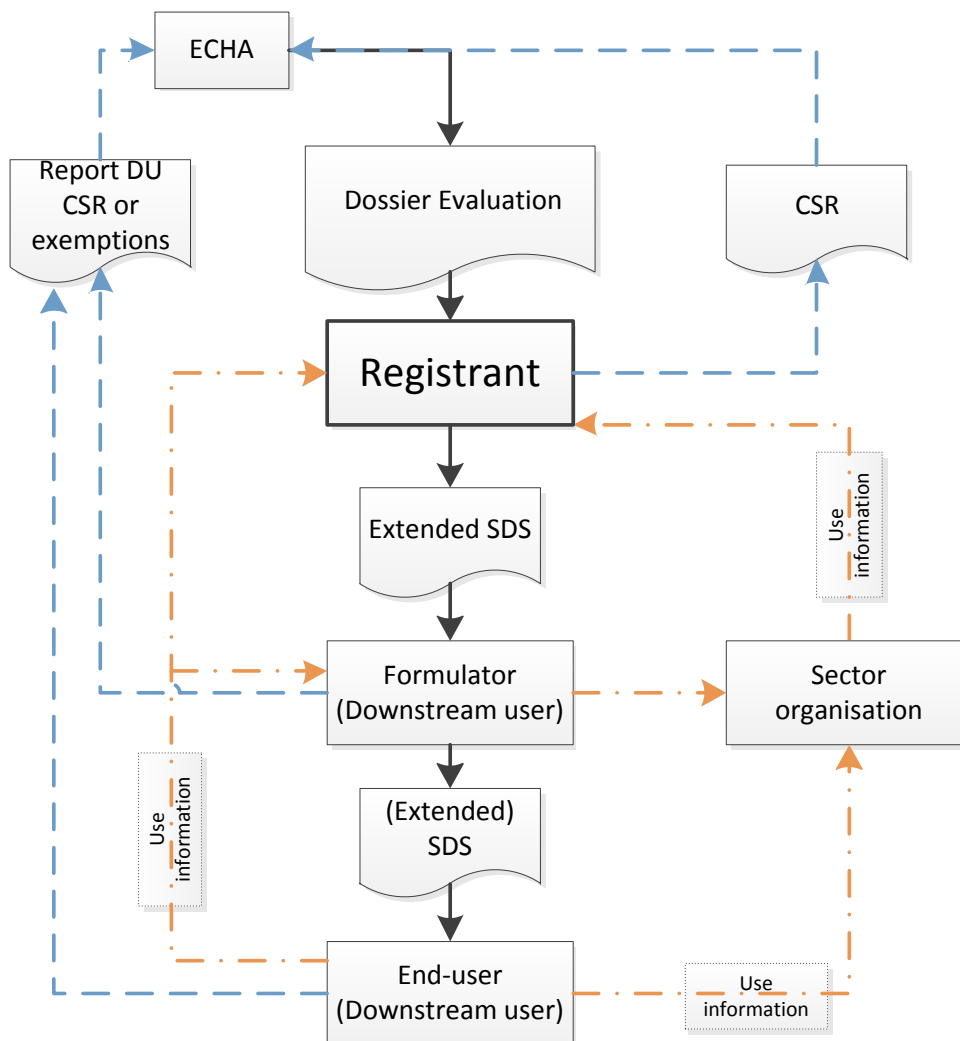 ECHA
Report DU
CSR or
exemptions
Dossier Evaluation
CSR
Registrant
Extended SDS
Use
information
Formulator
(Downstream user)
Sector
organisation
Use
information
(Extended)
SDS
End-user
(Downstream user)
Use
information